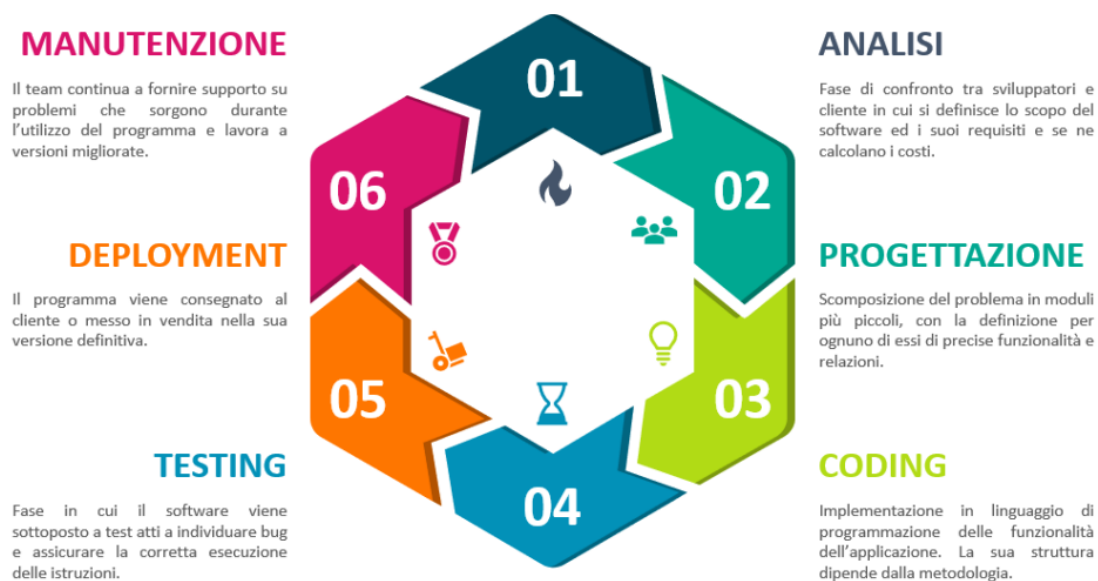 MANUTENZIONE
Il team continua a fornire supporto su
problemi che sorgono durante
l'utilizzo del programma e lavora a
versioni migliorate.
DEPLOYMENT
Il programma viene consegnato al
cliente o messo in vendita nella sua
versione definitiva.
TESTING
Fase in cui il software viene
sottoposto a test atti a individuare bug
e assicurare la corretta esecuzione
delle istruzioni.
01
02
03
04
05
06
ANALISI
Fase di confronto tra sviluppatori e
cliente in cui si definisce lo scopo del
software ed i suoi requisiti e se ne
calcolano i costi.
PROGETTAZIONE
Scomposizione del problema in moduli
più piccoli, con la definizione per
ognuno di essi di precise funzionalità e
relazioni.
CODING
Implementazione in linguaggio di
programmazione delle funzionalità
dell'applicazione. La sua struttura
dipende dalla metodologia.